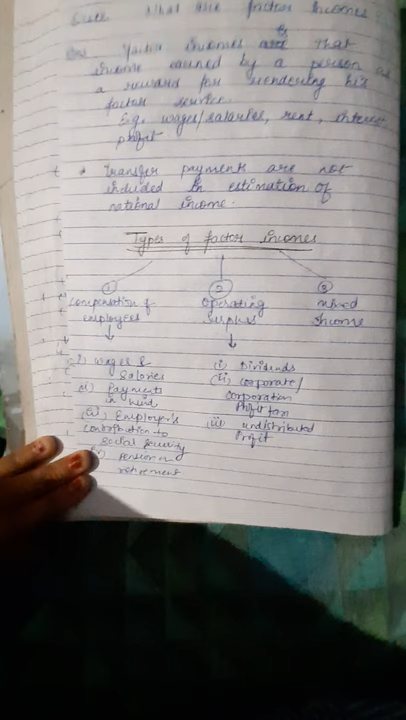 Ques What are factor Incomes
Ans Factor incomes are that
income earned by a person as
a reward for rendering his
factor service.
E.g. wages/salaries, rent, interest
profit
* Transfer payments are not
included in estimation of
national income.
Types of factor incomes
① Compensation of employees
② Operating Surplus
③ mixed Income
(i) wages & Salaries
(ii) Payments in kind
(iii) Employer's contribution to social security
(iv) Pension on retirement
(i) Dividends
(ii) corporate/ corporation Profit tax
(iii) undistributed Profit